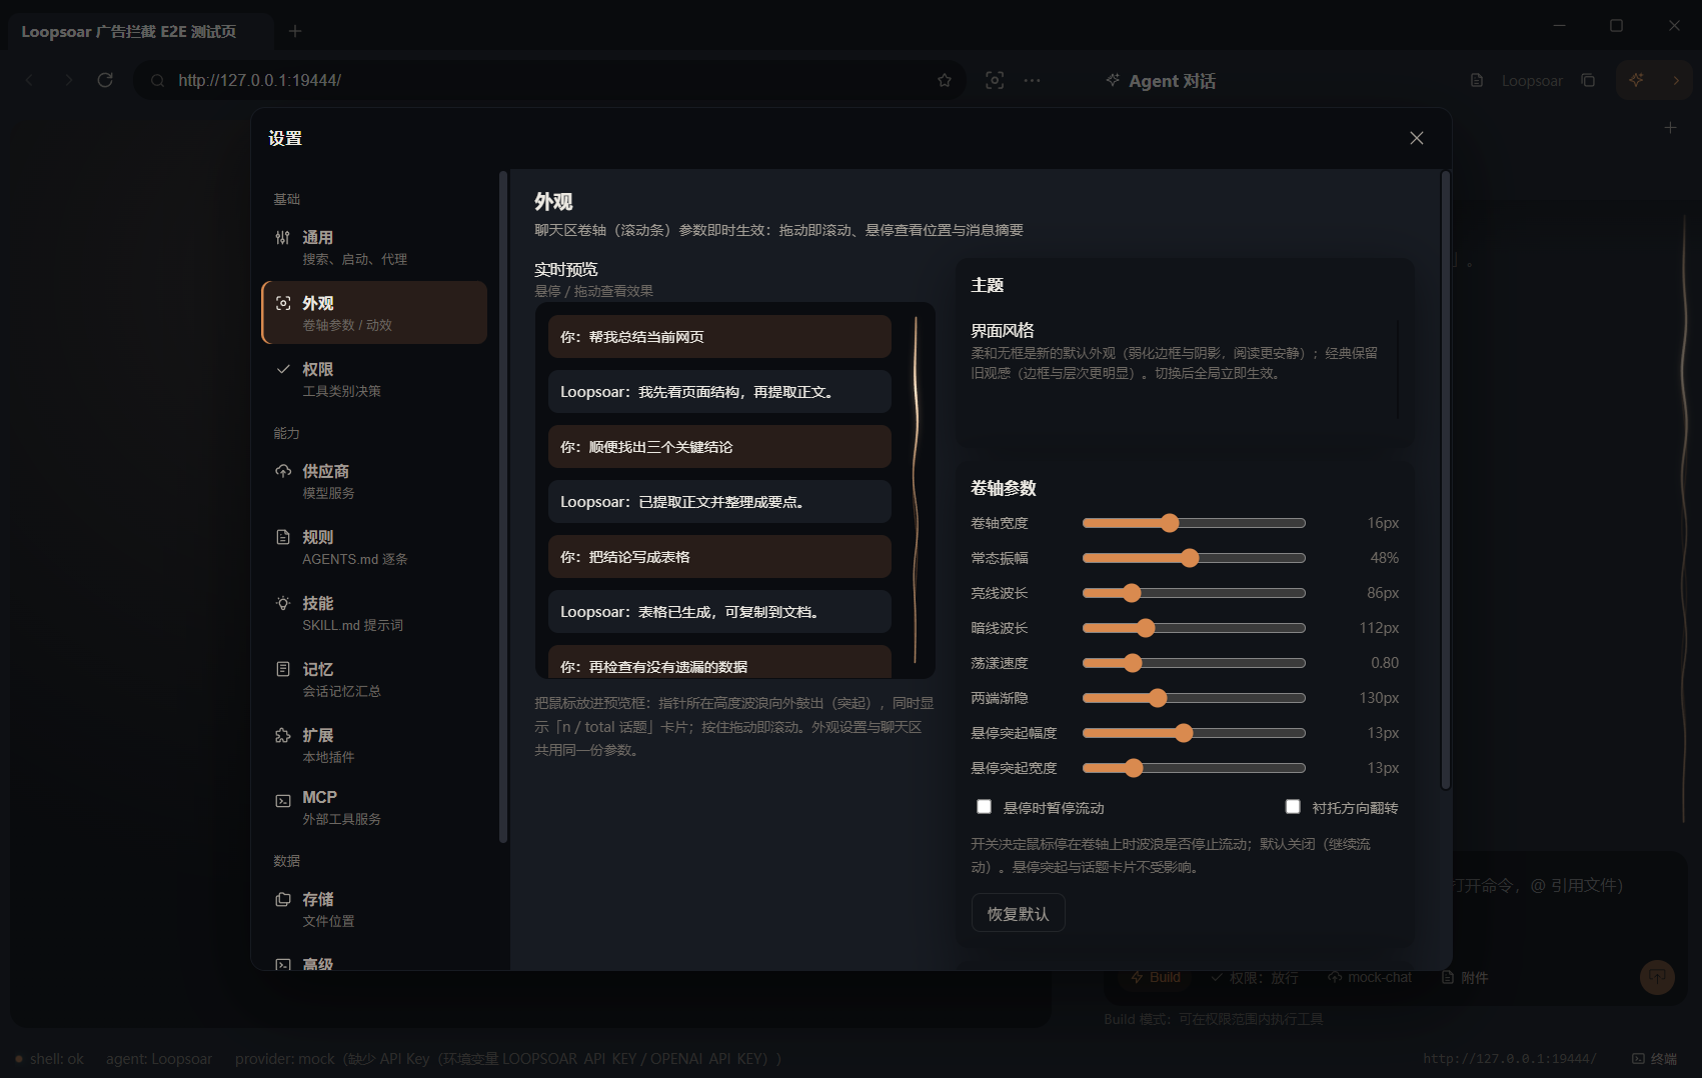 Loopsoar 广告拦截 E2E 测试页
http://127.0.0.1:19444/
Agent 对话
Loopsoar
设置
基础
通用
搜索、启动、代理
外观
卷轴参数 / 动效
权限
工具类别决策
能力
供应商
模型服务
规则
AGENTS.md 逐条
技能
SKILL.md 提示词
记忆
会话记忆汇总
扩展
本地插件
MCP
外部工具服务
数据
存储
文件位置
高级
外观
聊天区卷轴（滚动条）参数即时生效：拖动即滚动、悬停查看位置与消息摘要
实时预览
悬停 / 拖动查看效果
你：帮我总结当前网页
Loopsoar：我先看页面结构，再提取正文。
你：顺便找出三个关键结论
Loopsoar：已提取正文并整理成要点。
你：把结论写成表格
Loopsoar：表格已生成，可复制到文档。
你：再检查有没有遗漏的数据
把鼠标放进预览框：指针所在高度波浪向外鼓出（突起），同时显
示「n / total 话题」卡片；按住拖动即滚动。外观设置与聊天区
共用同一份参数。
主题
界面风格
柔和无框是新的默认外观（弱化边框与阴影，阅读更安静）；经典保留
旧观感（边框与层次更明显）。切换后全局立即生效。
卷轴参数
卷轴宽度 16px
常态振幅 48%
亮线波长 86px
暗线波长 112px
荡漾速度 0.80
两端渐隐 130px
悬停突起幅度 13px
悬停突起宽度 13px
悬停时暂停流动 衬托方向翻转
开关决定鼠标停在卷轴上时波浪是否停止流动；默认关闭（继续流
动）。悬停突起与话题卡片不受影响。
恢复默认
」。
打开命令，@ 引用文件)
Build 权限：放行 mock-chat 附件
Build 模式：可在权限范围内执行工具
shell: ok agent: Loopsoar provider: mock（缺少 API Key（环境变量 LOOPSOAR_API_KEY / OPENAI_API_KEY））
http://127.0.0.1:19444/ 终端